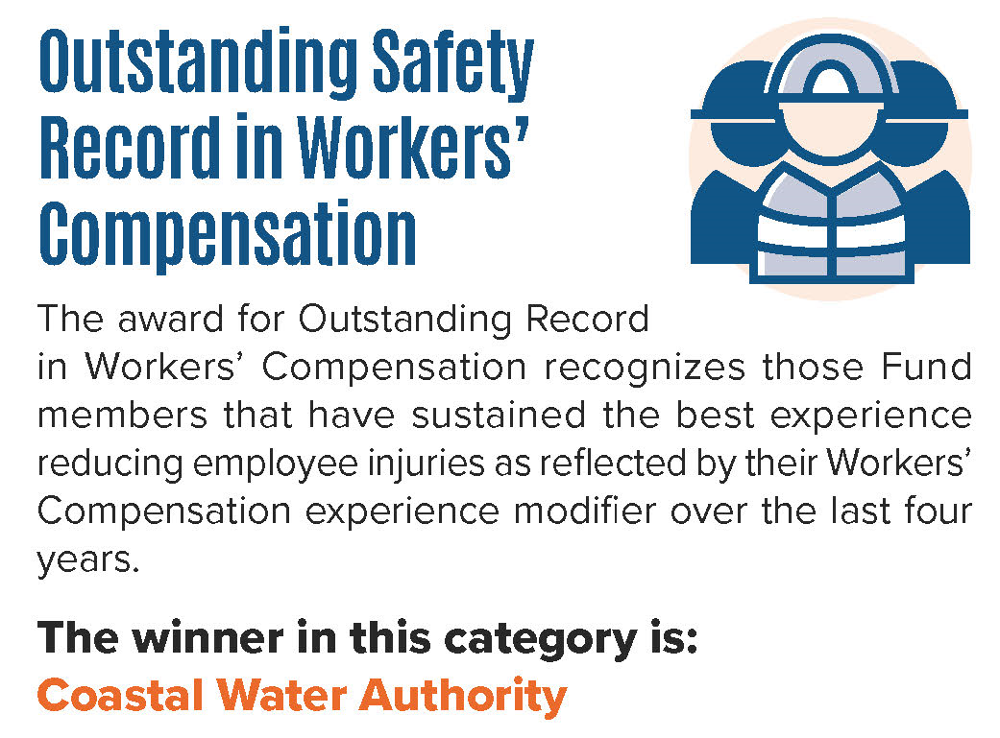 Outstanding Safety
Record in Workers’
Compensation
The award for Outstanding Record
in Workers’ Compensation recognizes those Fund
members that have sustained the best experience
reducing employee injuries as reflected by their Workers’
Compensation experience modifier over the last four
years.
The winner in this category is:
Coastal Water Authority